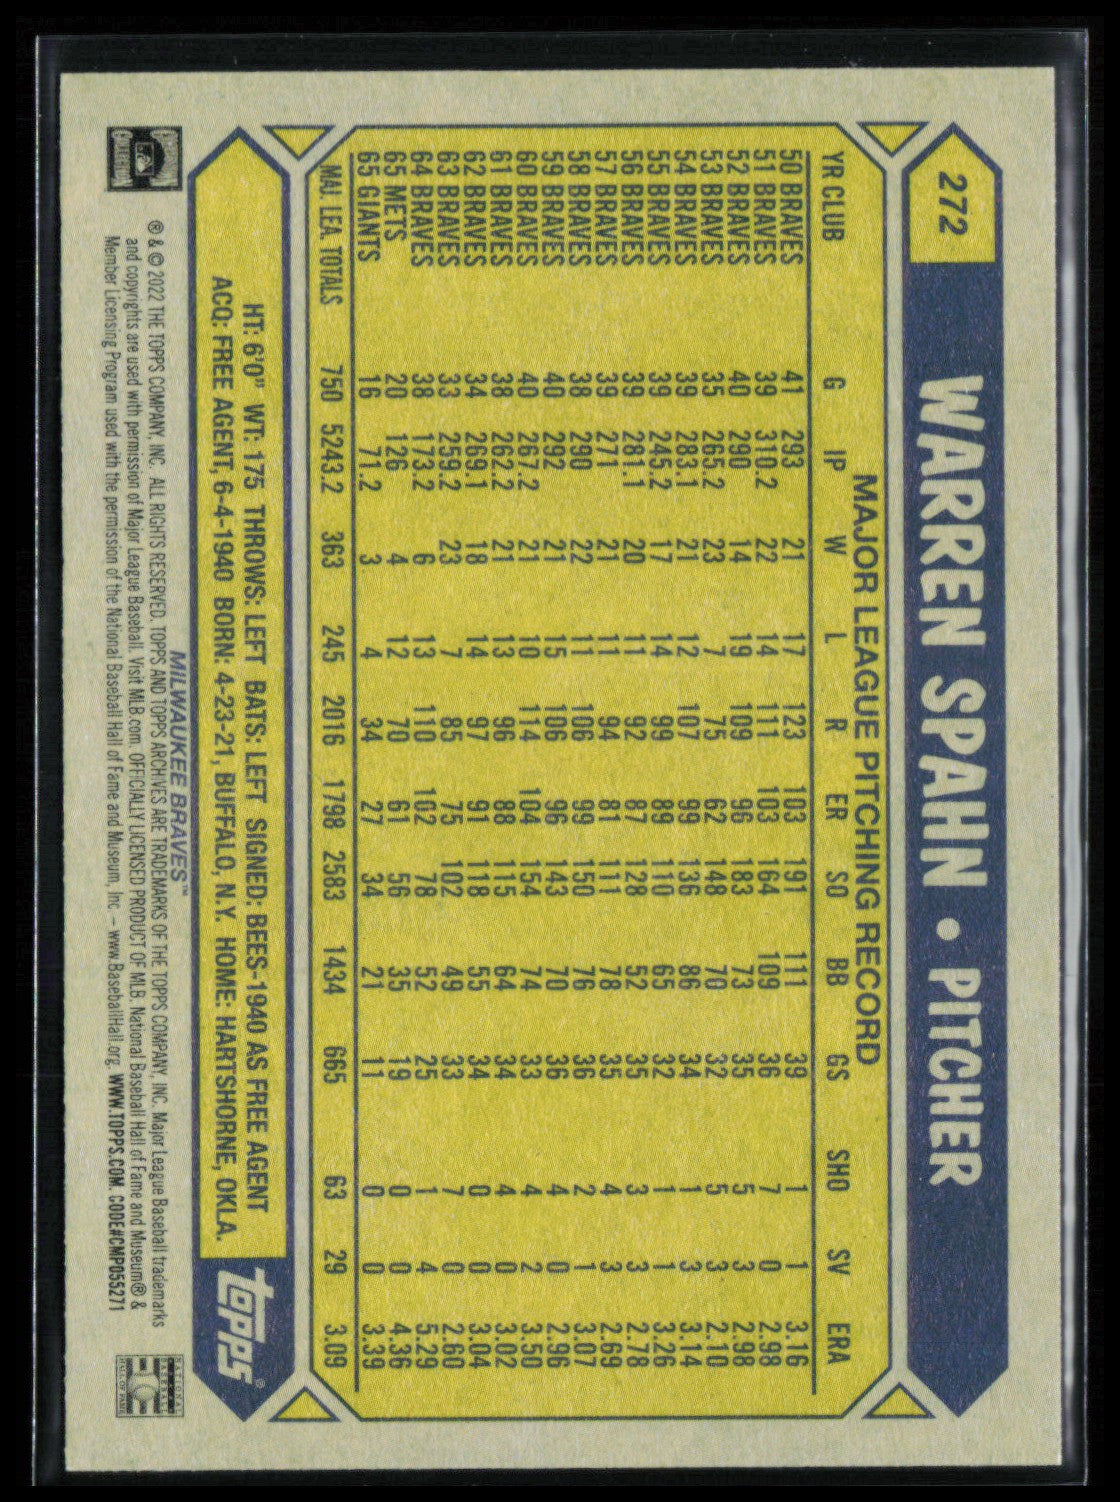 272 WARREN SPAHN • PITCHER
MAJOR LEAGUE PITCHING RECORD
YR CLUB G IP W L R ER SO BB GS SHO SV ERA
50 BRAVES 41 293 21 17 123 103 191 111 39 1 1 3.16
51 BRAVES 39 310.2 22 14 111 103 164 109 36 7 0 2.98
52 BRAVES 40 290 14 19 109 96 183 73 35 5 3 2.98
53 BRAVES 35 265.2 23 7 75 62 148 70 32 5 3 2.10
54 BRAVES 39 283.1 21 12 107 99 136 86 34 1 3 3.14
55 BRAVES 39 245.2 17 14 99 89 110 65 32 1 1 3.26
56 BRAVES 39 281.1 20 11 92 87 128 52 35 3 3 2.78
57 BRAVES 39 271 21 11 94 81 111 78 35 4 3 2.69
58 BRAVES 38 290 22 11 106 99 150 76 36 2 1 3.07
59 BRAVES 40 292 21 15 106 96 143 70 36 4 0 2.96
60 BRAVES 40 267.2 21 10 114 104 154 74 33 4 2 3.50
61 BRAVES 38 262.2 21 13 96 88 115 64 34 4 0 3.02
62 BRAVES 34 269.1 18 14 97 91 118 55 34 0 0 3.04
63 BRAVES 33 259.2 23 7 85 75 102 49 33 7 0 2.60
64 BRAVES 38 173.2 6 13 110 102 78 52 25 1 4 5.29
65 METS 20 126 4 12 70 61 56 35 19 0 0 4.36
65 GIANTS 16 71.2 3 4 34 27 34 21 11 0 0 3.39
MAJ. LEA. TOTALS 750 5243.2 363 245 2016 1798 2583 1434 665 63 29 3.09
HT: 6'0" WT: 175 THROWS: LEFT BATS: LEFT SIGNED: BEES-1940 AS FREE AGENT
ACQ: FREE AGENT, 6-4-1940 BORN: 4-23-21, BUFFALO, N.Y. HOME: HARTSHORNE, OKLA.
topps®
MILWAUKEE BRAVES™
® & © 2022 THE TOPPS COMPANY, INC. ALL RIGHTS RESERVED. TOPPS AND TOPPS ARCHIVES ARE TRADEMARKS OF THE TOPPS COMPANY, INC. Major League Baseball trademarks
and copyrights are used with permission of Major League Baseball. Visit MLB.com. OFFICIALLY LICENSED PRODUCT OF MLB. National Baseball Hall of Fame and Museum® &
Member Licensing Program used with the permission of the National Baseball Hall of Fame and Museum, Inc – www.BaseballHall.org. WWW.TOPPS.COM. CODE#CMP055271
COOPERSTOWN
COLLECTION
NATIONAL
BASEBALL
HALL OF FAME